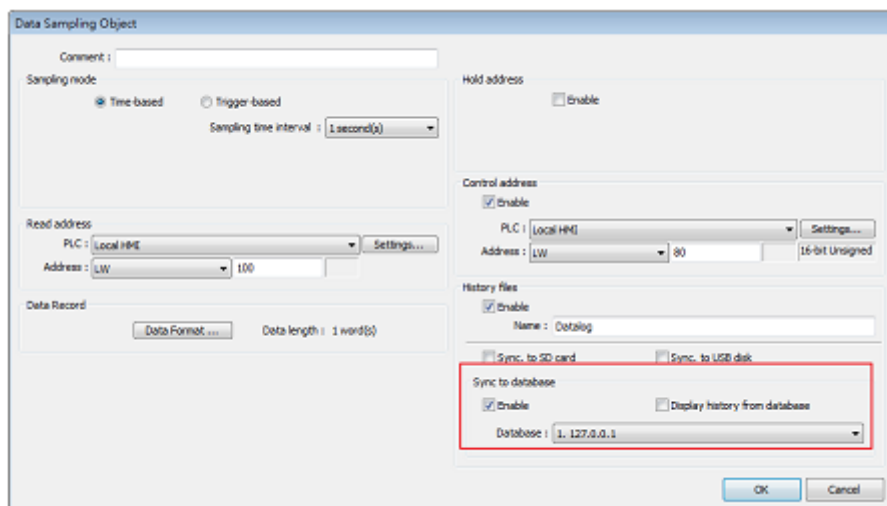 Data Sampling Object
Comment :
Sampling mode
Time-based Trigger-based
Sampling time interval : 1 second(s)
Read address
PLC : Local HMI Settings...
Address : LW 100
Data Record
Data Format ... Data length : 1 word(s)
Hold address
Enable
Control address
Enable
PLC : Local HMI Settings...
Address : LW 80 16-bit Unsigned
History files
Enable
Name : Datalog
Sync. to SD card Sync. to USB disk
Sync to database
Enable Display history from database
Database : 1. 127.0.0.1
OK Cancel